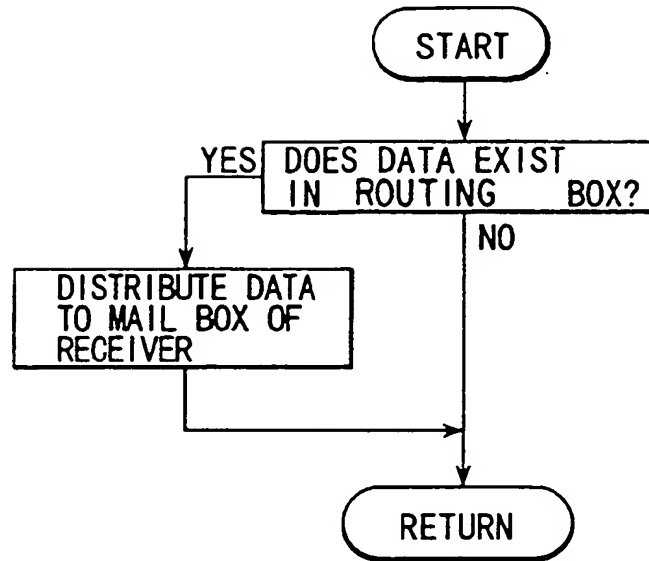 START
YES
DOES DATA EXIST
IN ROUTING BOX?
NO
DISTRIBUTE DATA
TO MAIL BOX OF
RECEIVER
RETURN